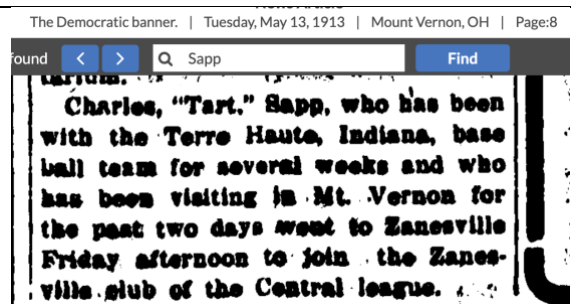 The Democratic banner. | Tuesday, May 13, 1913 | Mount Vernon, OH | Page:8
ound < > Sapp Find
Charles, "Tart." Sapp, who has been
with the Terre Haute, Indiana, base
ball team for several weeks and who
has been visiting in Mt. Vernon for
the past two days went to Zanesville
Friday afternoon to join the Zanes-
ville club of the Central league.